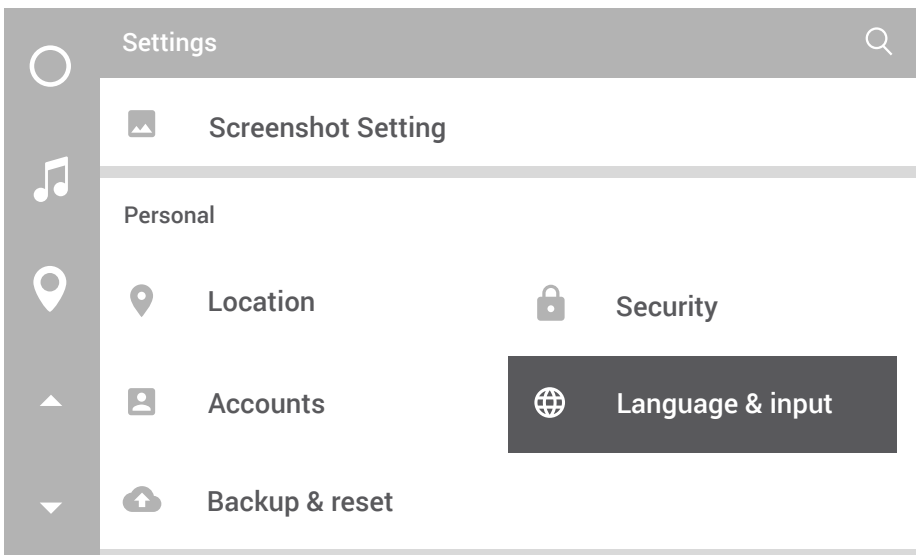 Settings
Screenshot Setting
Personal
Location
Security
Accounts
Language & input
Backup & reset